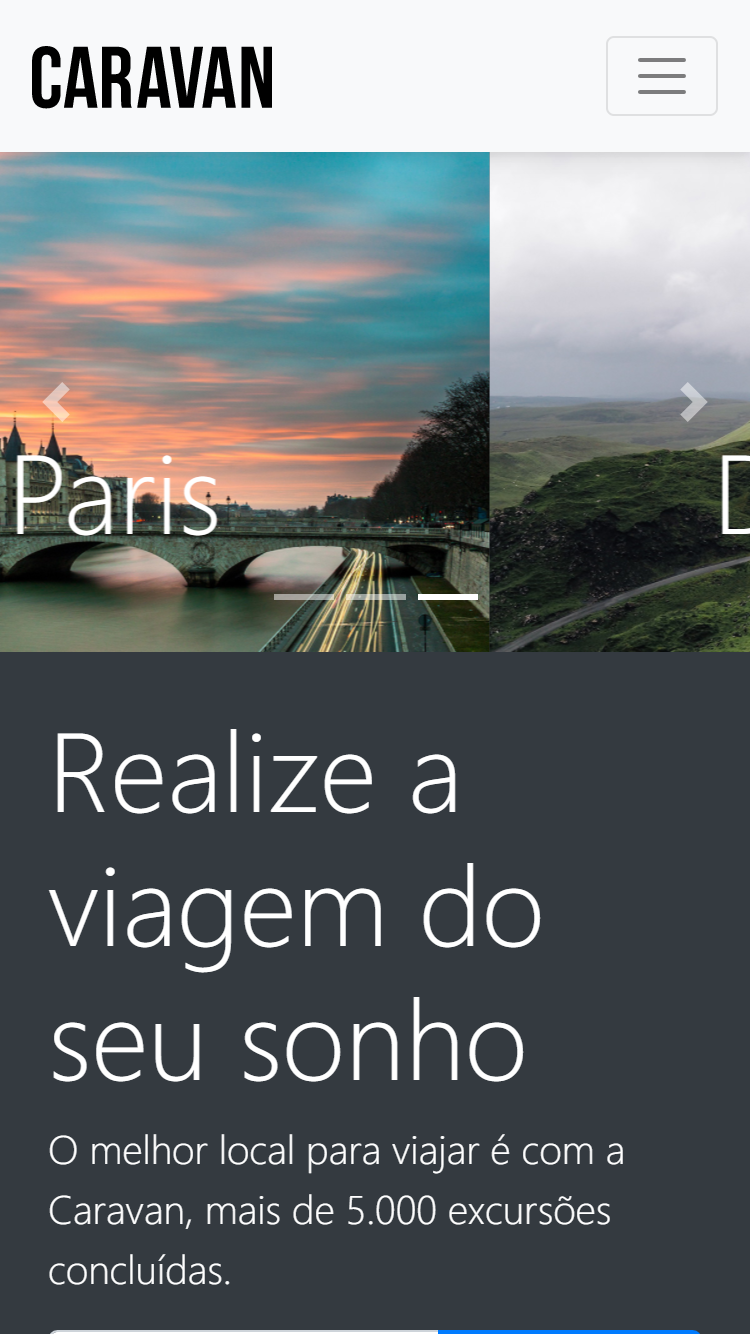 CARAVAN
Paris
Realize a
viagem do
seu sonho
O melhor local para viajar é com a
Caravan, mais de 5.000 excursões
concluídas.